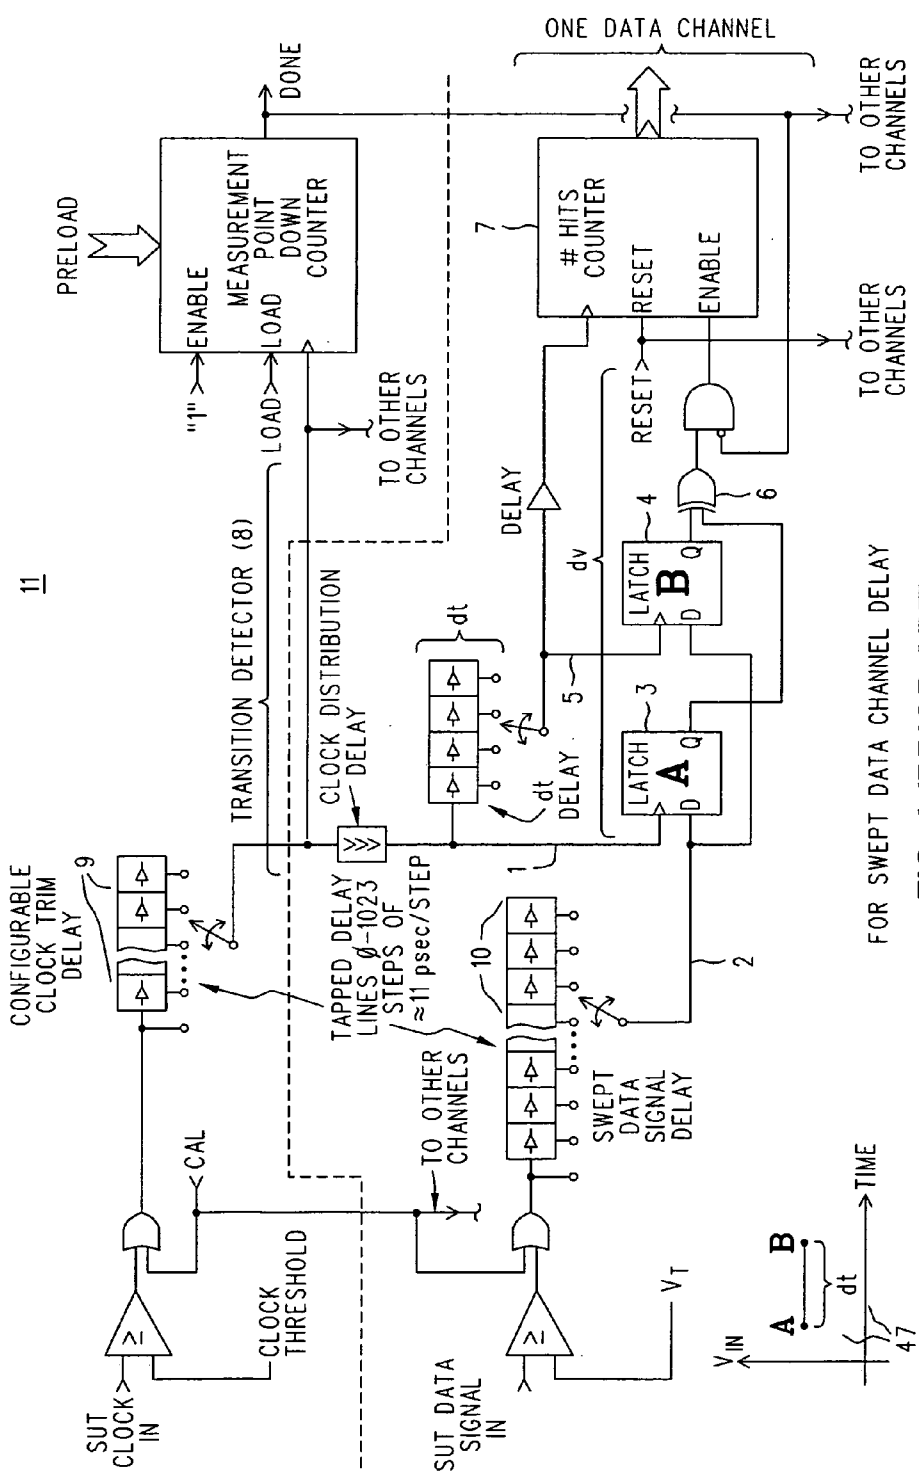 11
PRELOAD
"1"
ENABLE
LOAD
LOAD
MEASUREMENT
POINT
DOWN
COUNTER
DONE
TRANSITION DETECTOR (8)
TO OTHER
CHANNELS
CONFIGURABLE
CLOCK TRIM
DELAY
9
SUT
CLOCK
IN
≥
CLOCK
THRESHOLD
CAL
TAPPED DELAY
LINES Ø-1023
STEPS OF
≈11 psec/STEP
CLOCK DISTRIBUTION
DELAY
ONE DATA CHANNEL
dt
dt
DELAY
DELAY
7
# HITS
COUNTER
RESET
ENABLE
RESET
TO OTHER
CHANNELS
TO OTHER
CHANNELS
TO OTHER
CHANNELS
SUT DATA
SIGNAL
IN
≥
VT
10
SWEPT
DATA
SIGNAL
DELAY
1
2
dv
5
LATCH
A
D
Q
3
LATCH
B
D
Q
4
6
VIN
A
B
dt
TIME
47
FOR SWEPT DATA CHANNEL DELAY